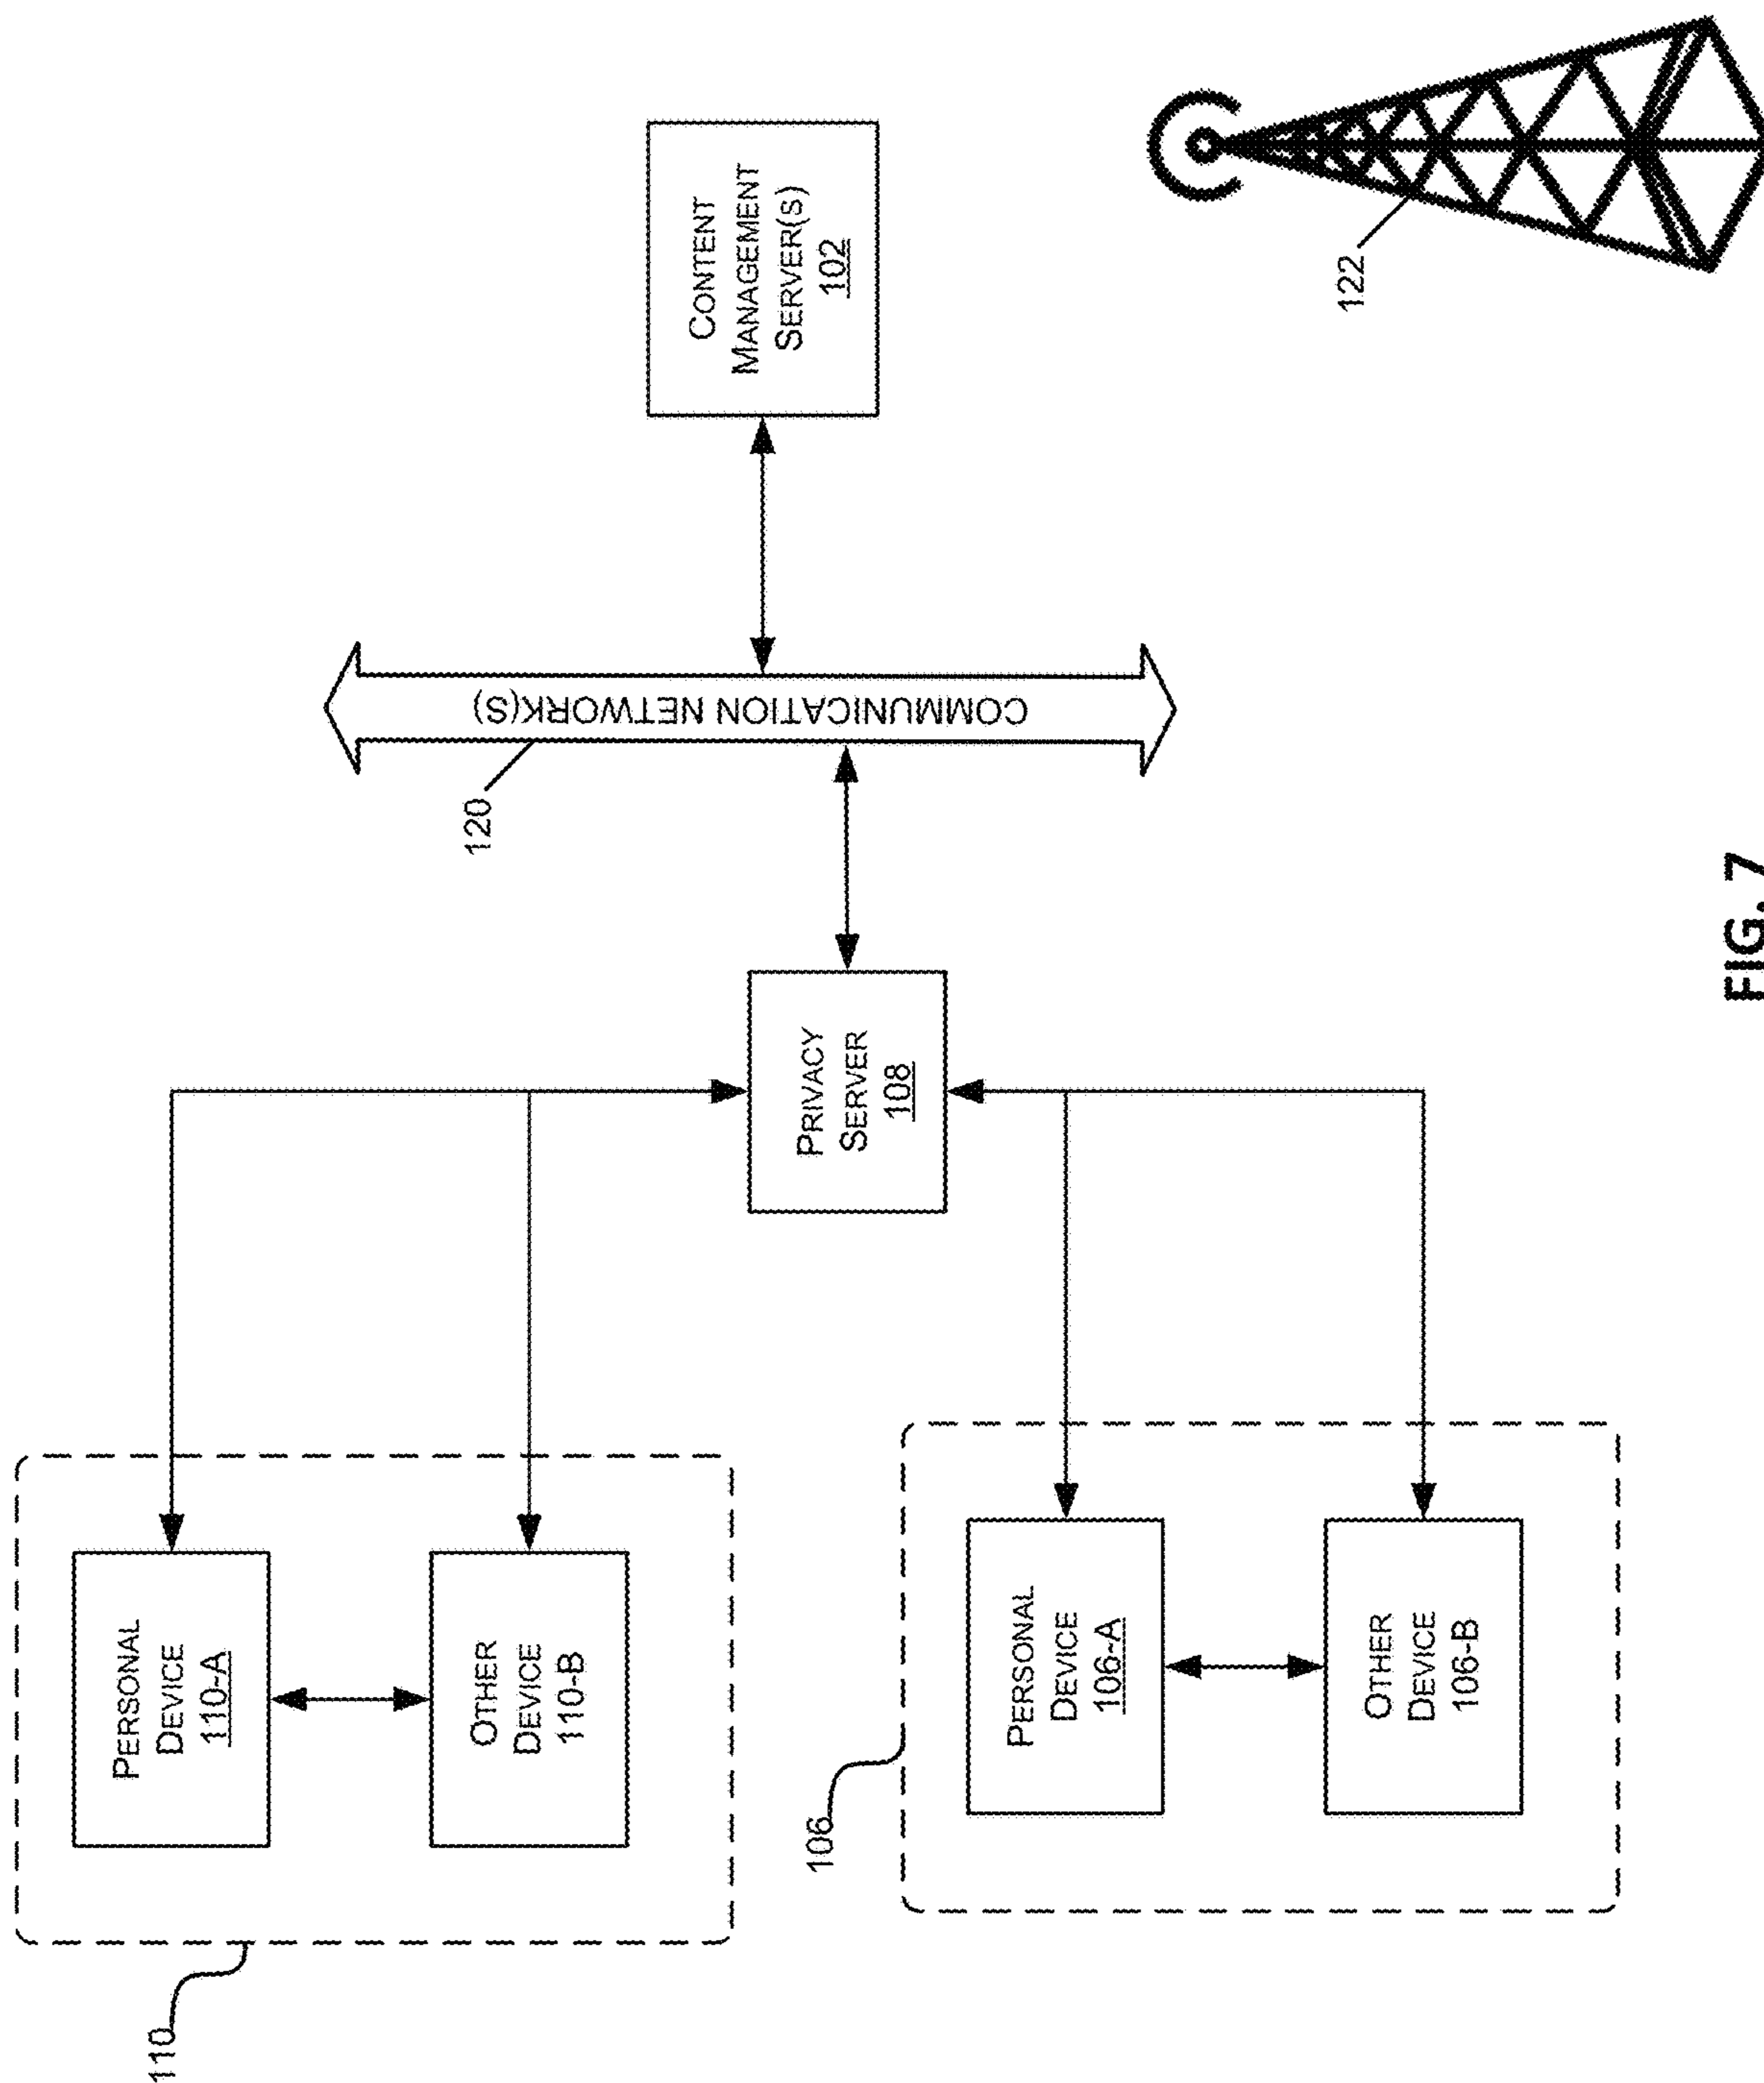 110
PERSONAL
DEVICE
110-A
OTHER
DEVICE
110-B
106
PERSONAL
DEVICE
106-A
OTHER
DEVICE
106-B
PRIVACY
SERVER
108
120
COMMUNICATION NETWORK(S)
CONTENT
MANAGEMENT
SERVER(S)
102
122
FIG. 7